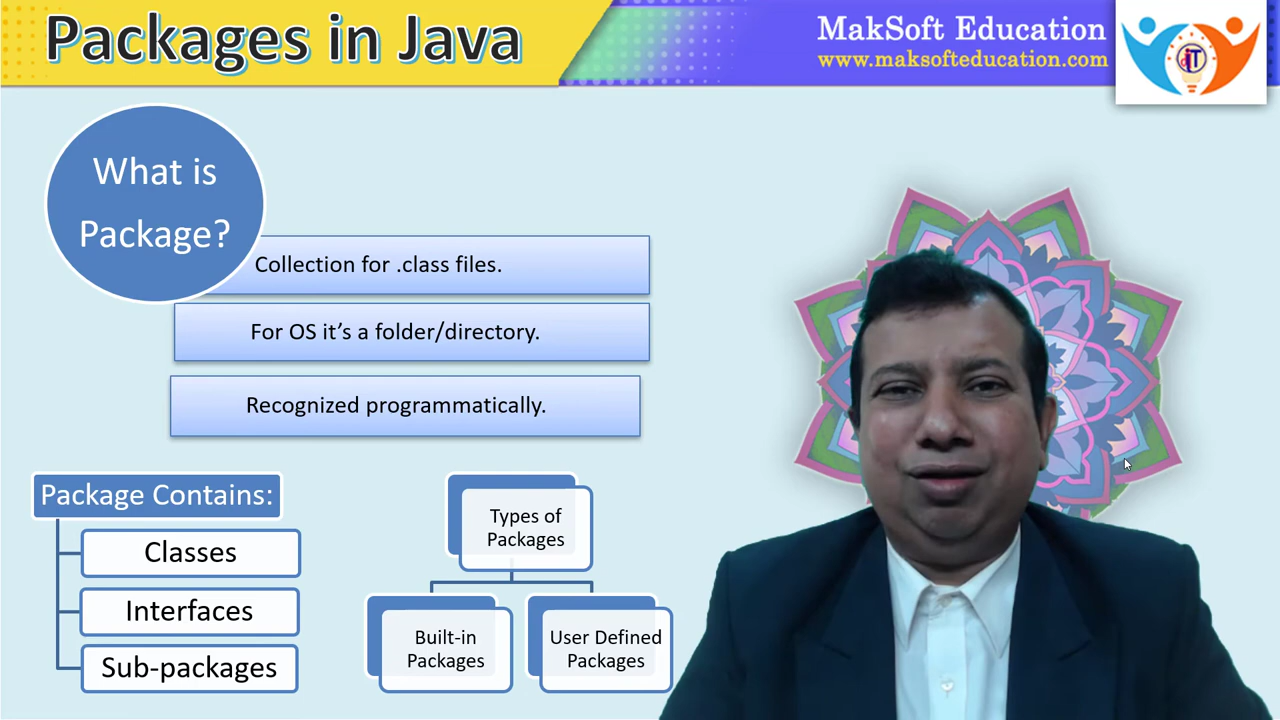 Packages in Java
MakSoft Education
www.maksofteducation.com
iT
What is
Package?
Collection for .class files.
For OS it’s a folder/directory.
Recognized programmatically.
Package Contains:
Classes
Interfaces
Sub-packages
Types of
Packages
Built-in
Packages
User Defined
Packages